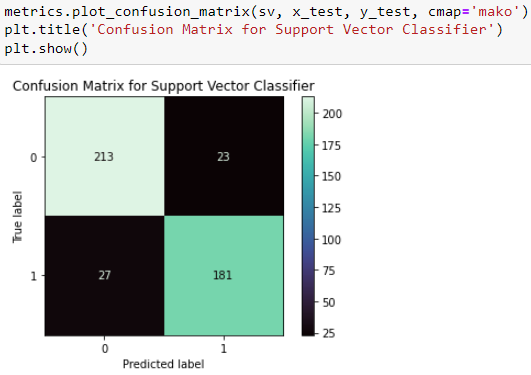 metrics.plot_confusion_matrix(sv, x_test, y_test, cmap='mako')
plt.title('Confusion Matrix for Support Vector Classifier')
plt.show()
Confusion Matrix for Support Vector Classifier
True label
0
213
23
1
27
181
0
1
Predicted label
200
175
150
125
100
75
50
25